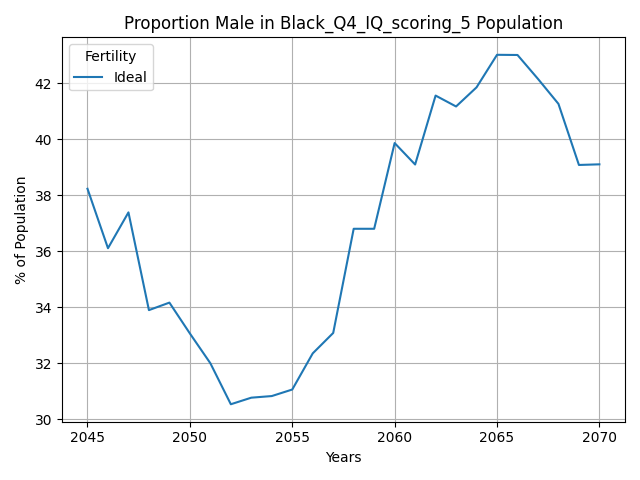 Proportion Male in Black_Q4_IQ_scoring_5 Population
Fertility
Ideal
% of Population
42
40
38
36
34
32
30
2045
2050
2055
2060
2065
2070
Years